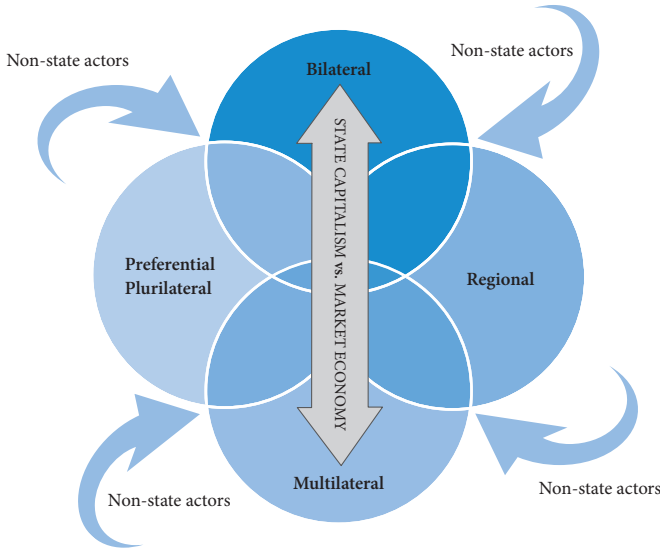 Non-state actors
Non-state actors
Bilateral
STATE CAPITALISM vs. MARKET ECONOMY
Preferential
Plurilateral
Regional
Multilateral
Non-state actors
Non-state actors